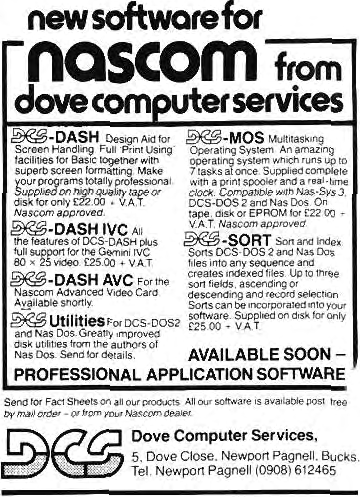 new software for
nascom from
dove computer services
DCS-DASH Design Aid for
Screen Handling. Full 'Print Using'
facilities for Basic together with
superb screen formatting. Make
your programs totally professional.
Supplied on high quality tape or
disk for only £22.00 + V.A.T.
Nascom approved.
DCS-DASH IVC All
the features of DCS-DASH plus
full support for the Gemini IVC
80 × 25 video. £25.00 + V.A.T.
DCS-DASH AVC For the
Nascom Advanced Video Card.
Available shortly.
DCS Utilities For DCS-DOS2
and Nas Dos. Greatly improved
disk utilities from the authors of
Nas Dos. Send for details.
DCS-MOS Multitasking
Operating System. An amazing
operating system which runs up to
7 tasks at once. Supplied complete
with a print spooler and a real-time
clock. Compatible with Nas-Sys 3,
DCS-DOS 2 and Nas Dos. On
tape, disk or EPROM for £22.00 +
V.A.T. Nascom approved.
DCS-SORT Sort and Index.
Sorts DCS-DOS 2 and Nas Dos
files into any sequence and
creates indexed files. Up to three
sort fields, ascending or
descending and record selection.
Sorts can be incorporated into your
software. Supplied on disk for only
£25.00 + V.A.T.
AVAILABLE SOON –
PROFESSIONAL APPLICATION SOFTWARE
Send for Fact Sheets on all our products. All our software is available post free
by mail order – or from your Nascom dealer.
DCS
Dove Computer Services,
5, Dove Close, Newport Pagnell, Bucks.
Tel. Newport Pagnell (0908) 612465